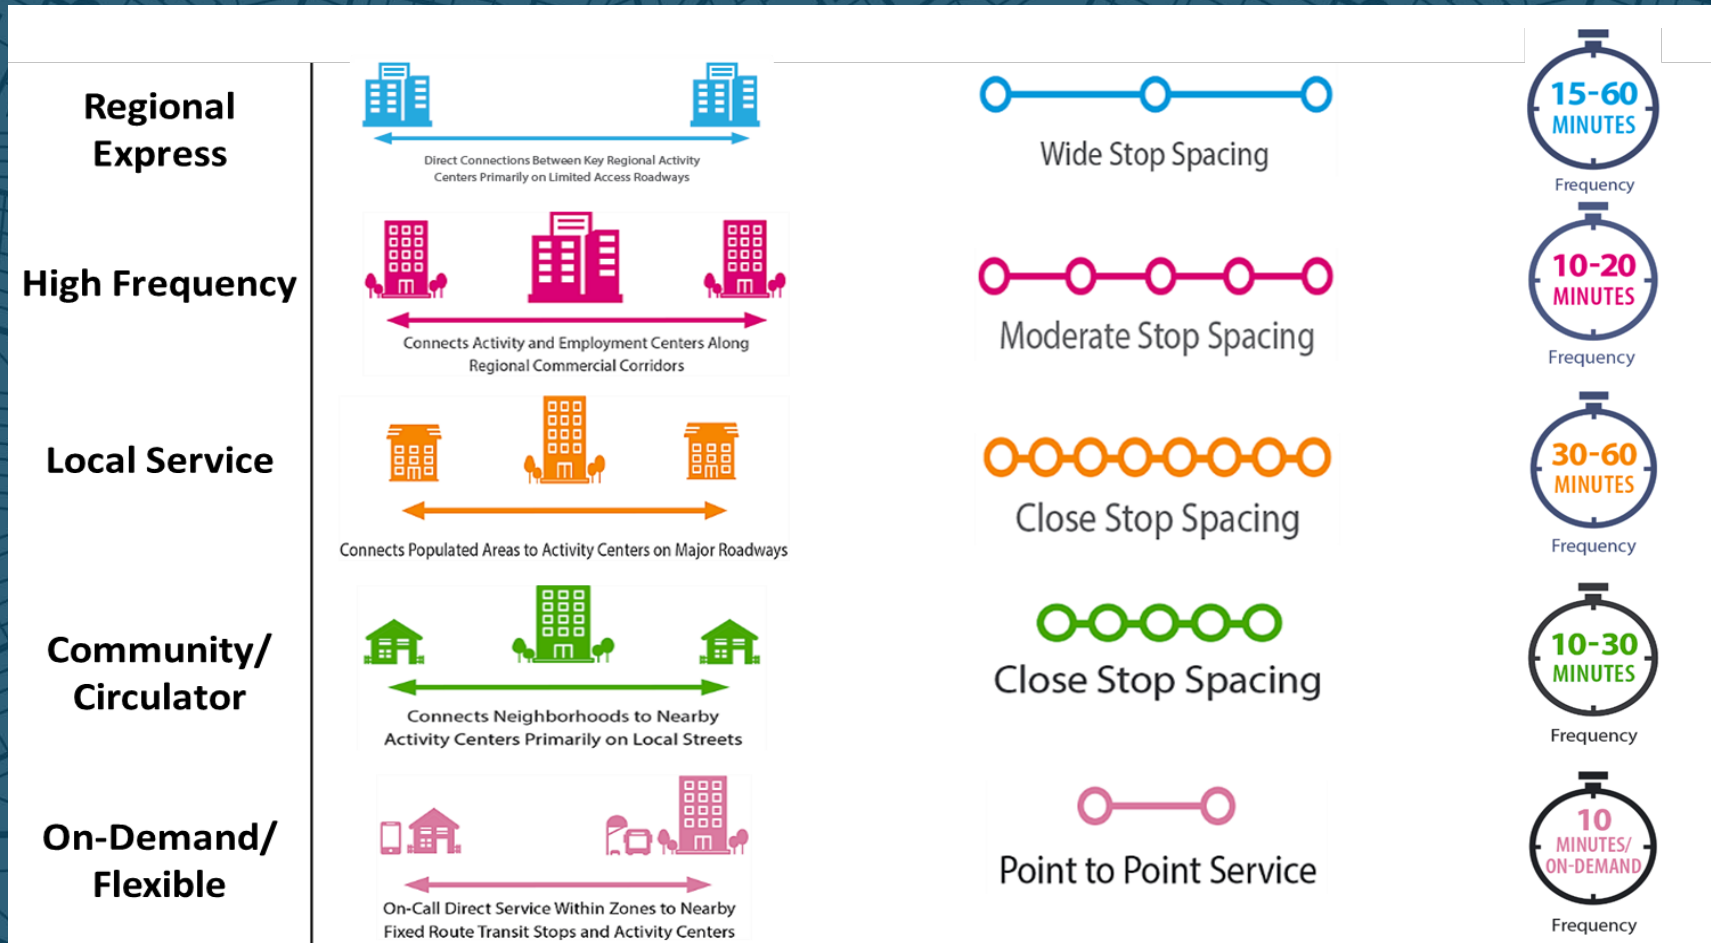 Regional
Express
Direct Connections Between Key Regional Activity
Centers Primarily on Limited Access Roadways
Wide Stop Spacing
15-60
MINUTES
Frequency
High Frequency
Connects Activity and Employment Centers Along
Regional Commercial Corridors
Moderate Stop Spacing
10-20
MINUTES
Frequency
Local Service
Connects Populated Areas to Activity Centers on Major Roadways
Close Stop Spacing
30-60
MINUTES
Frequency
Community/
Circulator
Connects Neighborhoods to Nearby
Activity Centers Primarily on Local Streets
Close Stop Spacing
10-30
MINUTES
Frequency
On-Demand/
Flexible
On-Call Direct Service Within Zones to Nearby
Fixed Route Transit Stops and Activity Centers
Point to Point Service
10
MINUTES/
ON-DEMAND
Frequency